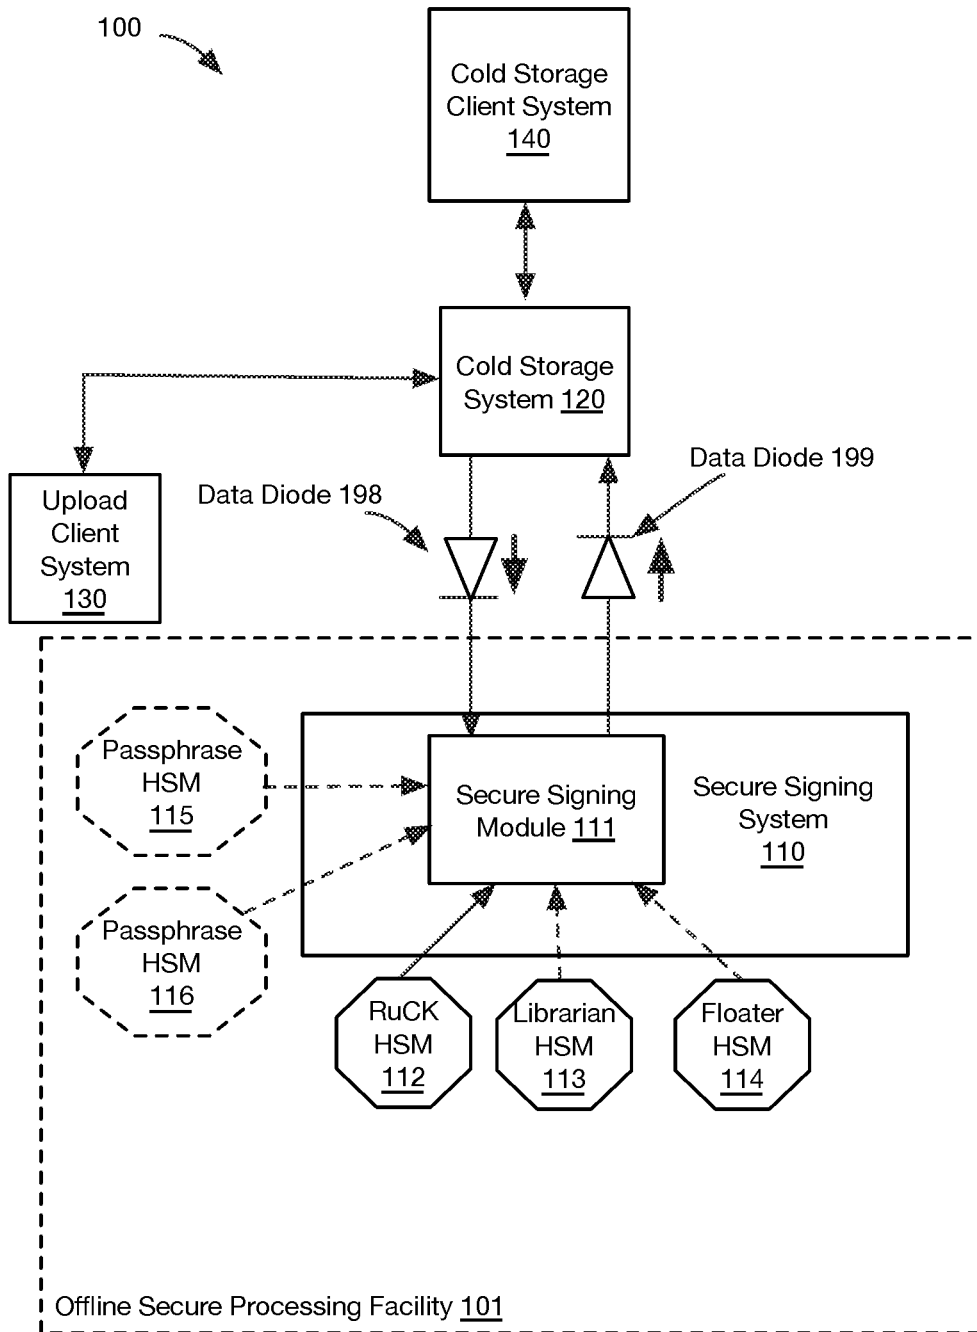 100
Cold Storage
Client System
140
Cold Storage
System 120
Data Diode 199
Data Diode 198
Upload
Client
System
130
Passphrase
HSM
115
Secure Signing
Module 111
Secure Signing
System
110
Passphrase
HSM
116
RuCK
HSM
112
Librarian
HSM
113
Floater
HSM
114
Offline Secure Processing Facility 101